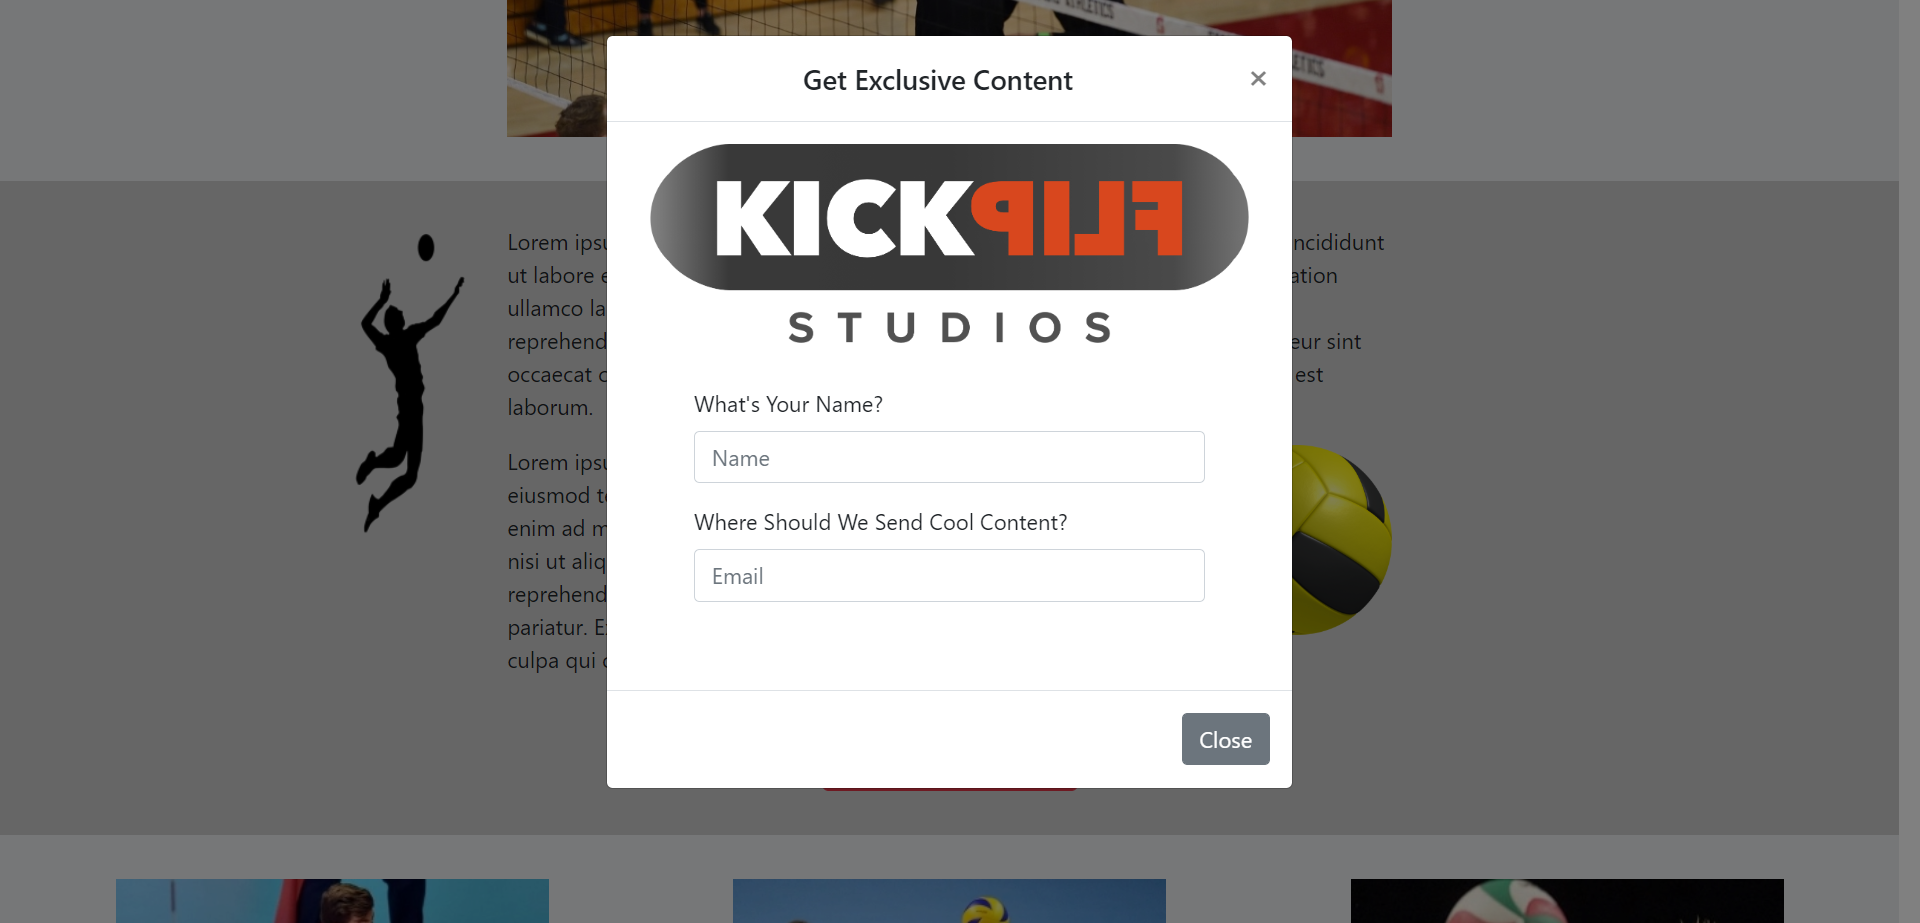 ATHLETICS
Get Exclusive Content
×
KICKFLIP
STUDIOS
ncididunt
ut labore
ation
ullamco la
reprehend
eur sint
occaecat
est
laborum.
What's Your Name?
Name
Lorem ipsu
eiusmod te
enim ad m
nisi ut aliq
reprehend
pariatur. E
culpa qui
Where Should We Send Cool Content?
Email
Close